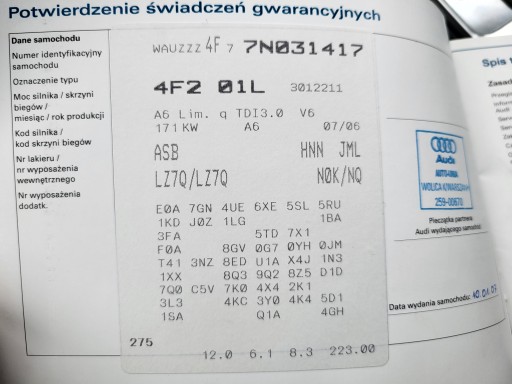 Potwierdzenie świadczeń gwarancyjnych
Dane samochodu
Numer identyfikacyjny
samochodu
Oznaczenie typu
Moc silnika / skrzyni
biegów /
miesiąc / rok produkcji
Kod silnika /
kod skrzyni biegów
Nr lakieru /
nr wyposażenia
wewnętrznego
Nr wyposażenia
dodatk.
WAUZZZ 4F 7 7N031417
4F2 01L 3012211
A6 Lim. q TDI3.0 V6
171KW A6 07/06
ASB HNN JML
LZ7Q/LZ7Q N0K/NQ
E0A 7GN 4UE 6XE 5SL 5RU
1KD J0Z 1LG 1BA
3FA 5TD 7X1
F0A 8GV 0G7 0YH 0JM
T41 3NZ 8ED U1A X4J 1N3
1XX 8Q3 9Q2 8Z5 D1D
7Q0 C5V 7K0 4X4 2K1
3L3 4KC 3Y0 4K4 5D1
1SA Q1A 4GH
275
12.0 6.1 8.3 223.00
Audi
Pieczątka partnera
Audi wydającego samochód
Data wydania samochodu:
Spis
Zasad